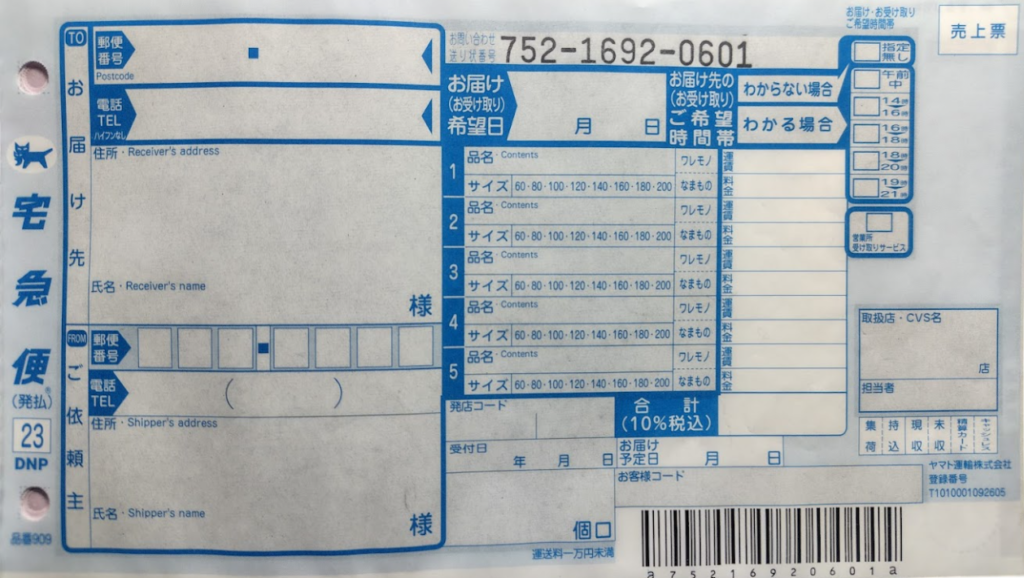 TO
お届け先
郵便番号
Postcode
電話
TEL
ハイフンなし
住所・Receiver's address
氏名・Receiver's name
様
宅急便
(発払)
23
DNP
品番909
FROM
ご依頼主
郵便番号
電話
TEL
( )
住所・Shipper's address
氏名・Shipper's name
様
お問い合わせ
送り状番号
752-1692-0601
お届け
(お受け取り)
希望日
月 日
お届け先の
(お受け取り)
ご希望
時間帯
わからない場合
わかる場合
お届け・お受け取り
ご希望時間帯
指定無し
午前中
14時
16時
16時
18時
18時
20時
19時
21時
営業所
受け取りサービス
売上票
1
品名・Contents
ワレモノ
運賃
サイズ 60・80・100・120・140・160・180・200
なまもの
料金
2
品名・Contents
ワレモノ
運賃
サイズ 60・80・100・120・140・160・180・200
なまもの
料金
3
品名・Contents
ワレモノ
運賃
サイズ 60・80・100・120・140・160・180・200
なまもの
料金
4
品名・Contents
ワレモノ
運賃
サイズ 60・80・100・120・140・160・180・200
なまもの
料金
5
品名・Contents
ワレモノ
運賃
サイズ 60・80・100・120・140・160・180・200
なまもの
料金
発店コード
合計
(10%税込)
受付日
年 月 日
お届け
予定日
月 日
お客様コード
個口
運送料一万円未満
取扱店・CVS名
店
担当者
集荷
持込
現収
未収
精算カード
キャッシュレス
ヤマト運輸株式会社
登録番号
T1010001092605
a752169206 01a